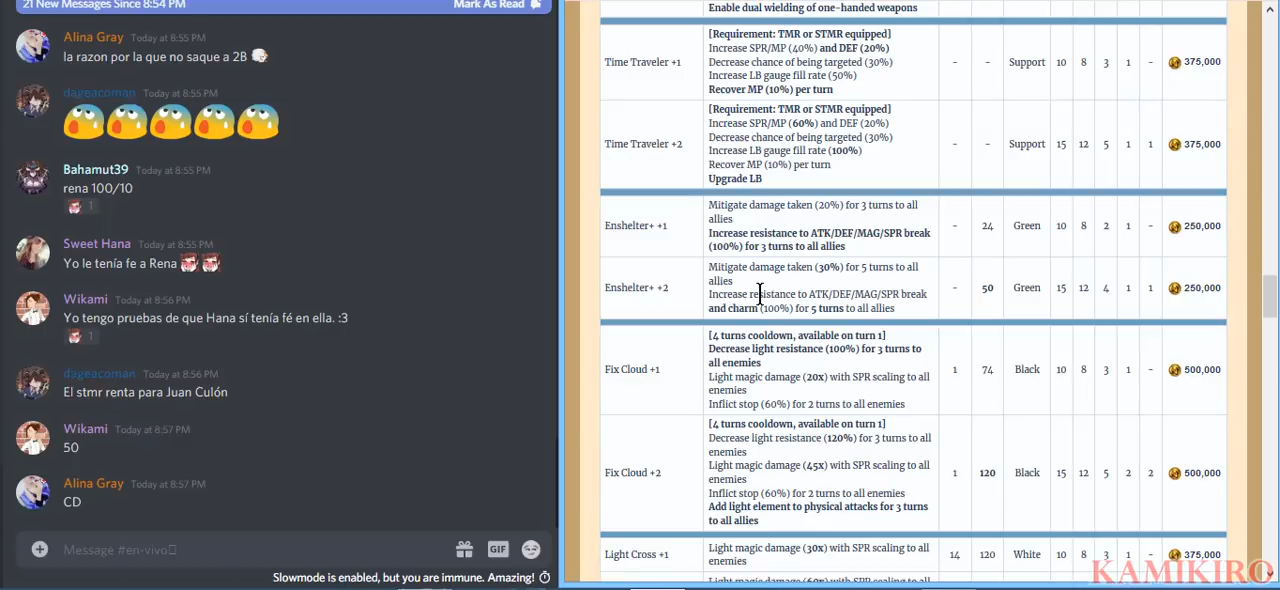 21 New Messages Since 8:54 PM
Mark As Read
Alina Gray Today at 8:55 PM
la razon por la que no saque a 2B
dageacoman Today at 8:55 PM
Bahamut39 Today at 8:55 PM
rena 100/10
1
Sweet Hana Today at 8:55 PM
Yo le tenía fe a Rena
Wikami Today at 8:56 PM
Yo tengo pruebas de que Hana sí tenía fé en ella. :3
1
dageacoman Today at 8:56 PM
El stmr renta para Juan Culón
Wikami Today at 8:57 PM
50
Alina Gray Today at 8:57 PM
CD
Message #en-vivo
GIF
Slowmode is enabled, but you are immune. Amazing!
Enable dual wielding of one-handed weapons
[Requirement: TMR or STMR equipped]
Increase SPR/MP (40%) and DEF (20%)
Time Traveler +1 Decrease chance of being targeted (30%) - - Support 10 8 3 1 - 375,000
Increase LB gauge fill rate (50%)
Recover MP (10%) per turn
[Requirement: TMR or STMR equipped]
Increase SPR/MP (60%) and DEF (20%)
Decrease chance of being targeted (30%)
Time Traveler +2 Increase LB gauge fill rate (100%) - - Support 15 12 5 1 1 375,000
Recover MP (10%) per turn
Upgrade LB
Mitigate damage taken (20%) for 3 turns to all
allies
Enshelter+ +1 - 24 Green 10 8 2 1 - 250,000
Increase resistance to ATK/DEF/MAG/SPR break
(100%) for 3 turns to all allies
Mitigate damage taken (30%) for 5 turns to all
allies
Enshelter+ +2 - 50 Green 15 12 4 1 1 250,000
Increase resistance to ATK/DEF/MAG/SPR break
and charm (100%) for 5 turns to all allies
[4 turns cooldown, available on turn 1]
Decrease light resistance (100%) for 3 turns to
all enemies
Fix Cloud +1 1 74 Black 10 8 3 1 - 500,000
Light magic damage (20x) with SPR scaling to all
enemies
Inflict stop (60%) for 2 turns to all enemies
[4 turns cooldown, available on turn 1]
Decrease light resistance (120%) for 3 turns to
enemies
Light magic damage (45x) with SPR scaling to all
Fix Cloud +2 1 120 Black 15 12 5 2 2 500,000
enemies
Inflict stop (60%) for 2 turns to all enemies
Add light element to physical attacks for 3 turns
to all allies
Light Cross +1 Light magic damage (30x) with SPR scaling to all 14 120 White 10 8 3 1 - 375,000
enemies
KAMIKIRO